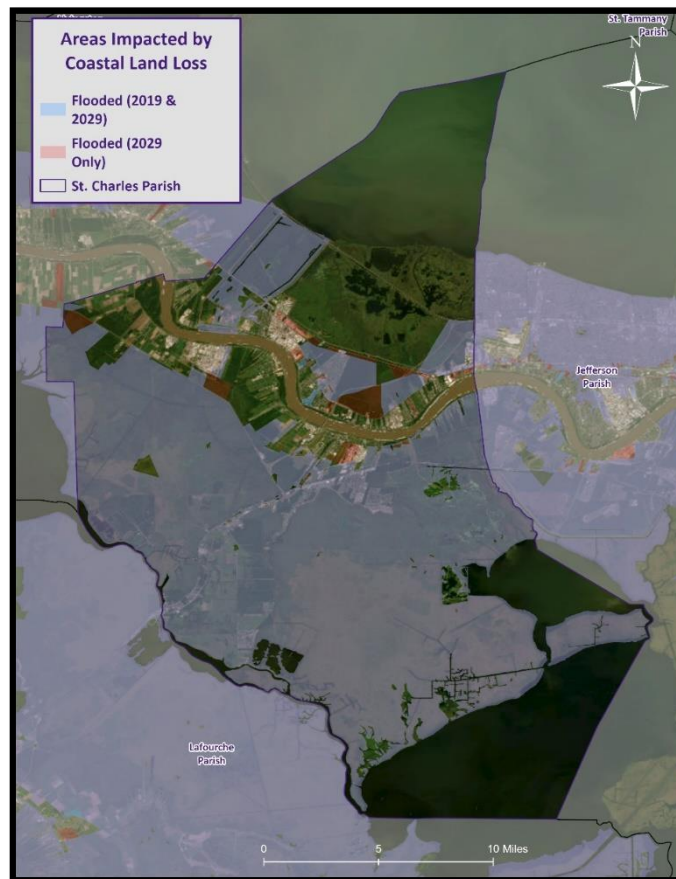 St. Tammany
Parish
N
Areas Impacted by
Coastal Land Loss
Flooded (2019 &
2029)
Flooded (2029
Only)
St. Charles Parish
Jefferson
Parish
Lafourche
Parish
0 5 10 Miles